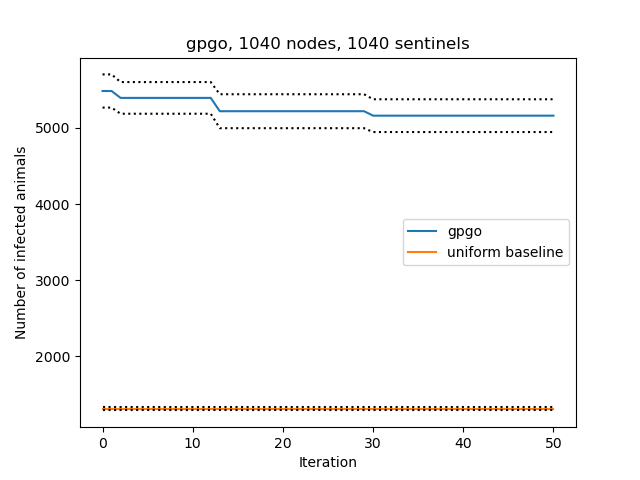 gpgo, 1040 nodes, 1040 sentinels
Number of infected animals
5000
4000
3000
2000
gpgo
uniform baseline
0 10 20 30 40 50
Iteration